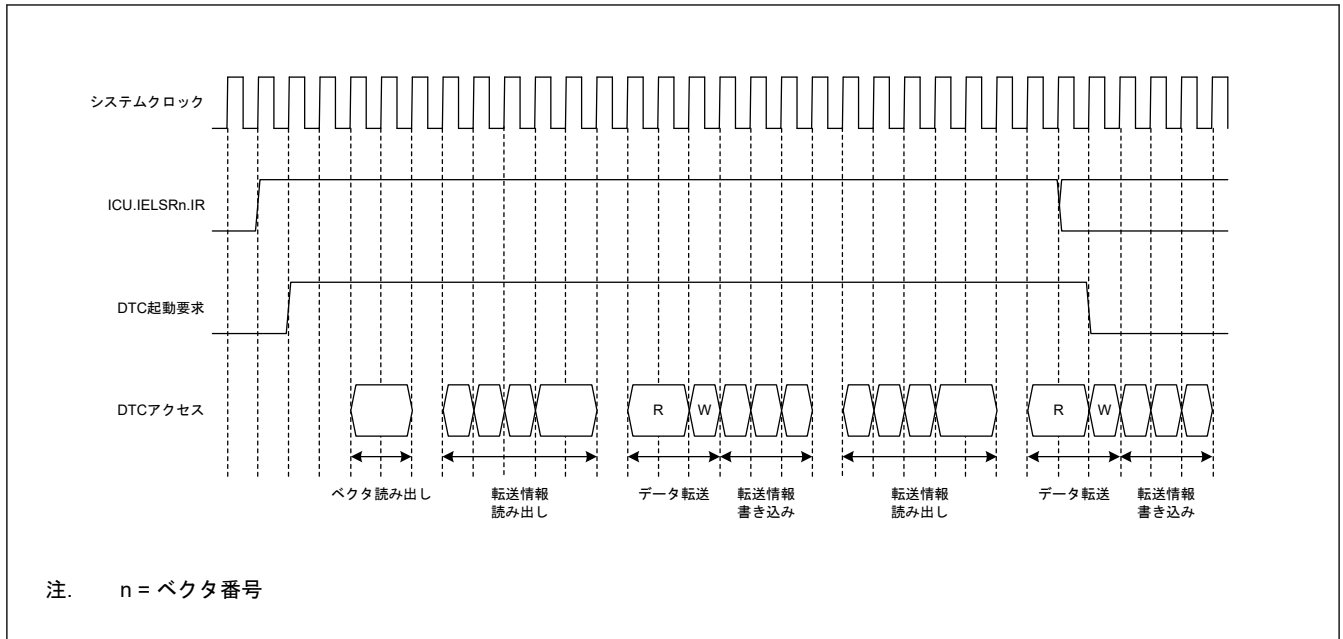 システムクロック
ICU.IELSRn.IR
DTC起動要求
DTCアクセス
R W R W
ベクタ読み出し 転送情報 データ転送 転送情報 転送情報 データ転送 転送情報
読み出し 書き込み 読み出し 書き込み
注. n = ベクタ番号